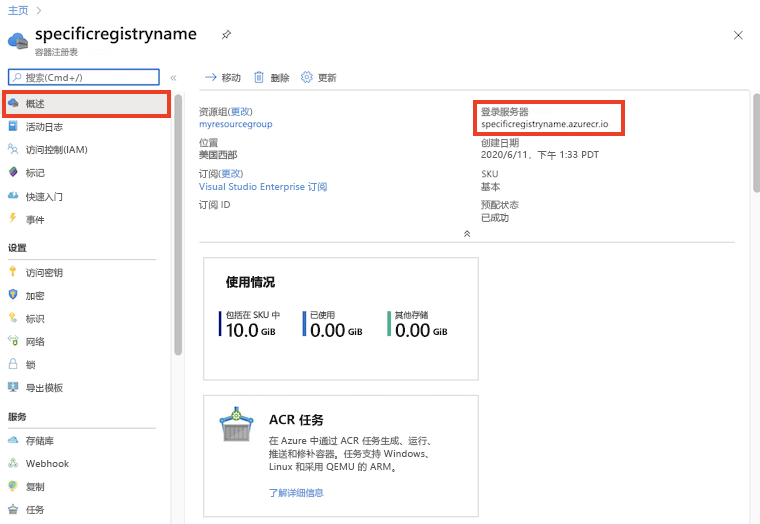 主页
specificregistryname
容器注册表
搜索(Cmd+/)
概述
活动日志
访问控制(IAM)
标记
快速入门
事件
设置
访问密钥
加密
标识
网络
锁
导出模板
服务
存储库
Webhook
复制
任务
移动 删除 更新
资源组(更改)
myresourcegroup
位置
美国西部
订阅(更改)
Visual Studio Enterprise 订阅
订阅 ID
登录服务器
specificregistryname.azurecr.io
创建日期
2020/6/11，下午 1:33 PDT
SKU
基本
预配状态
已成功
使用情况
包括在 SKU 中
10.0 GiB
已使用
0.00 GiB
其他存储
0.00 GiB
ACR 任务
在 Azure 中通过 ACR 任务生成、运行、
推送和修补容器。任务支持 Windows、
Linux 和采用 QEMU 的 ARM。
了解详细信息